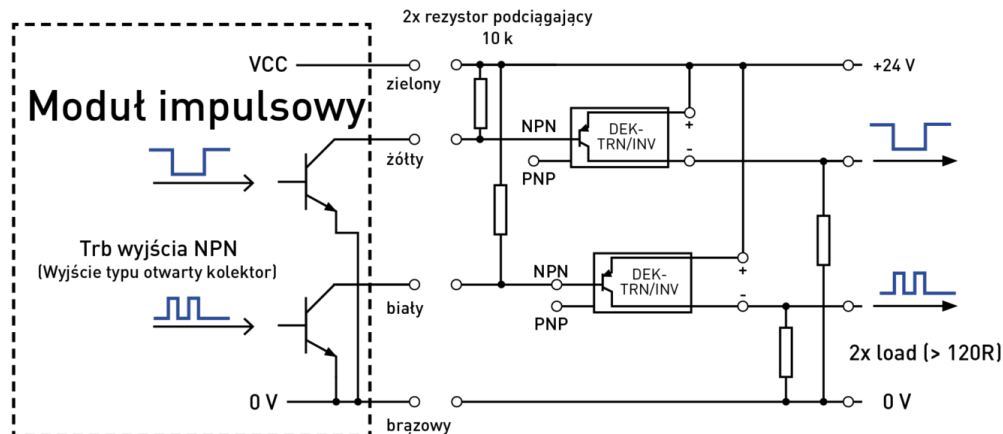 2x rezystor podciągający
10 k
VCC
zielony
+24 V
Moduł impulsowy
NPN
DEK-
TRN/INV
+
-
żółty
PNP
Trb wyjścia NPN
(Wyjście typu otwarty kolektor)
NPN
DEK-
TRN/INV
+
-
biały
PNP
2x load (> 120R)
0 V
brązowy
0 V